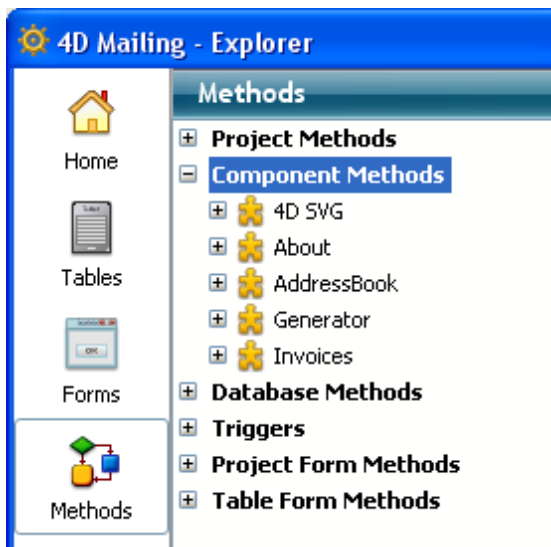 4D Mailing - Explorer
Home
Tables
Forms
OK
Methods
Methods
Project Methods
Component Methods
4D SVG
About
AddressBook
Generator
Invoices
Database Methods
Triggers
Project Form Methods
Table Form Methods